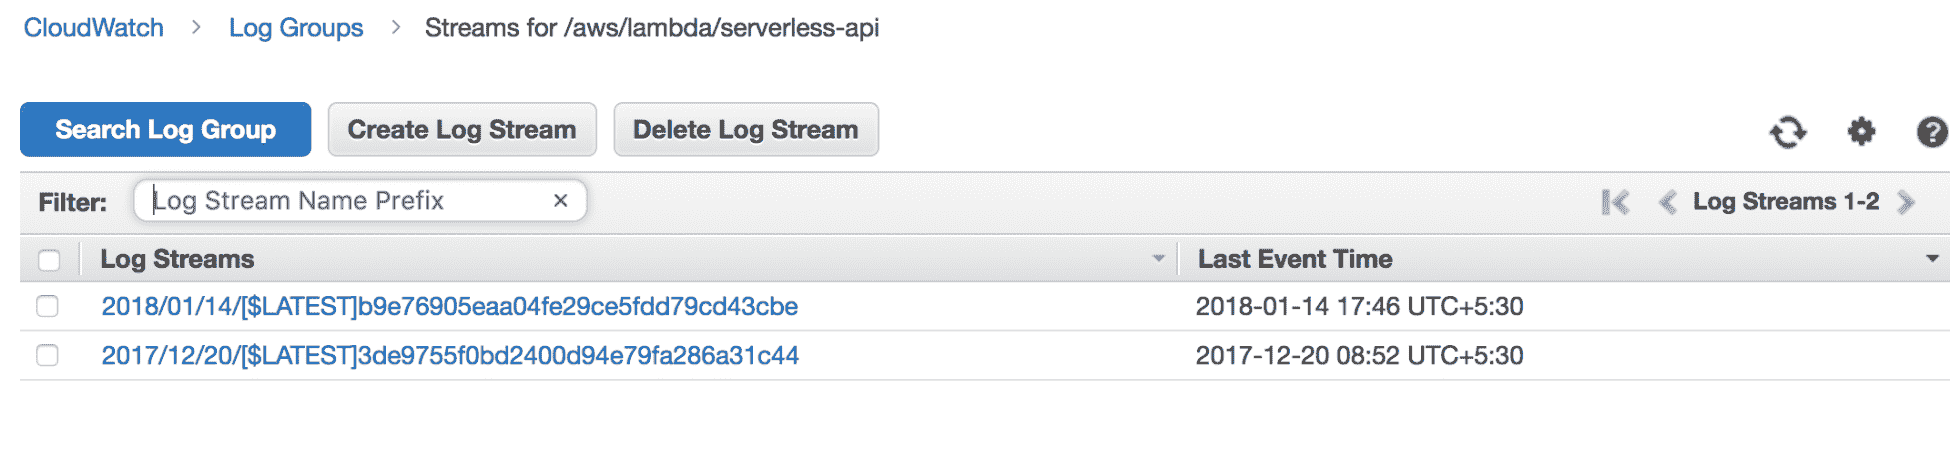 CloudWatch > Log Groups > Streams for /aws/lambda/serverless-api
Search Log Group Create Log Stream Delete Log Stream
Filter: Log Stream Name Prefix × Log Streams 1-2
Log Streams Last Event Time
2018/01/14/[$LATEST]b9e76905eaa04fe29ce5fdd79cd43cbe 2018-01-14 17:46 UTC+5:30
2017/12/20/[$LATEST]3de9755f0bd2400d94e79fa286a31c44 2017-12-20 08:52 UTC+5:30